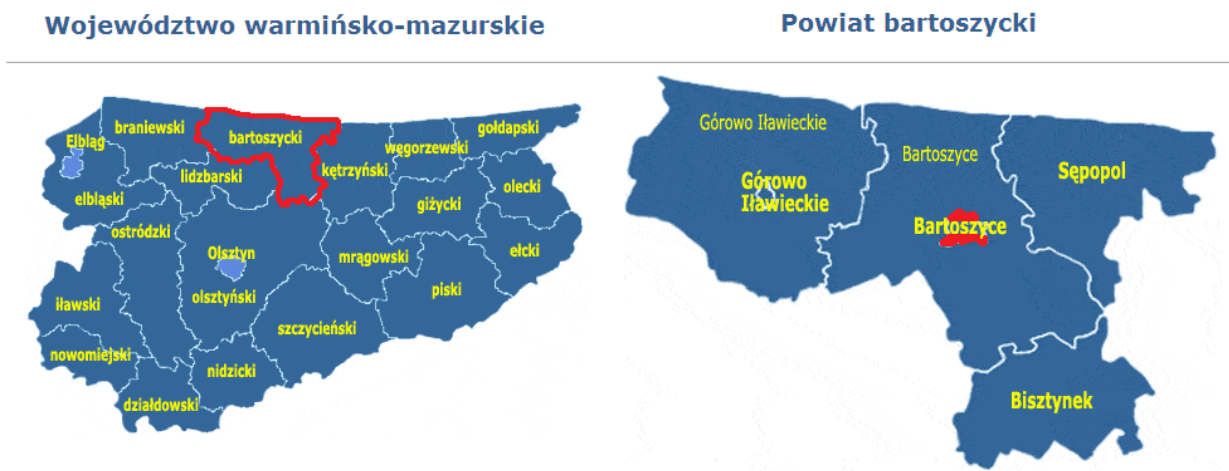 Województwo warmińsko-mazurskie
Powiat bartoszycki
braniewski
Elbląg
bartoszycki
gołdapski
węgorzewski
lidzbarski
kętrzyński
olecki
elbląski
giżycki
ostródzki
Olsztyn
mrągowski
ełcki
iławski
olsztyński
piski
szczycieński
nowomiejski
nidzicki
działdowski
Górowo Iławieckie
Bartoszyce
Sępopol
Górowo
Iławieckie
Bartoszyce
Bisztynek